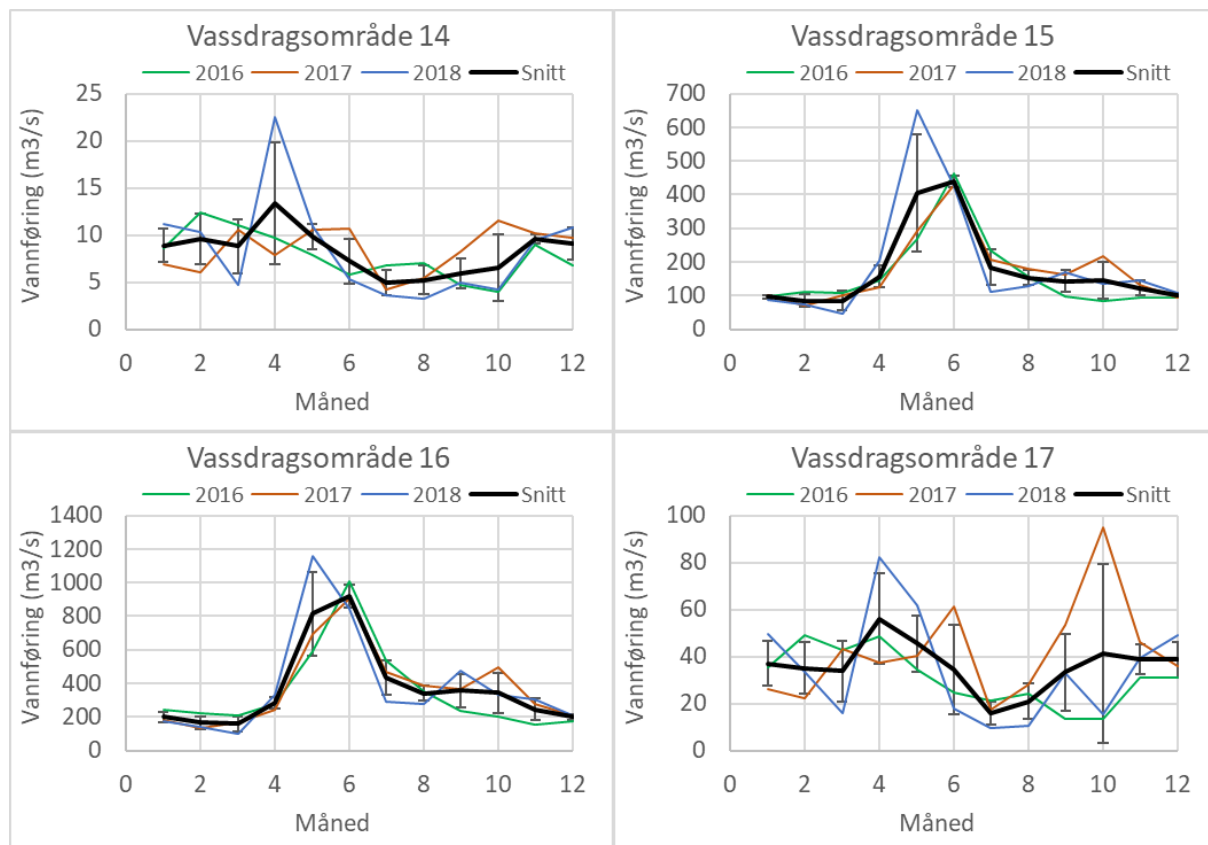 Vassdragsområde 14
2016 2017 2018 Snitt
Vannføring (m3/s)
25
20
15
10
5
0
0 2 4 6 8 10 12
Måned
Vassdragsområde 15
2016 2017 2018 Snitt
Vannføring (m3/s)
700
600
500
400
300
200
100
0
0 2 4 6 8 10 12
Måned
Vassdragsområde 16
2016 2017 2018 Snitt
Vannføring (m3/s)
1400
1200
1000
800
600
400
200
0
0 2 4 6 8 10 12
Måned
Vassdragsområde 17
2016 2017 2018 Snitt
Vannføring (m3/s)
100
80
60
40
20
0
0 2 4 6 8 10 12
Måned